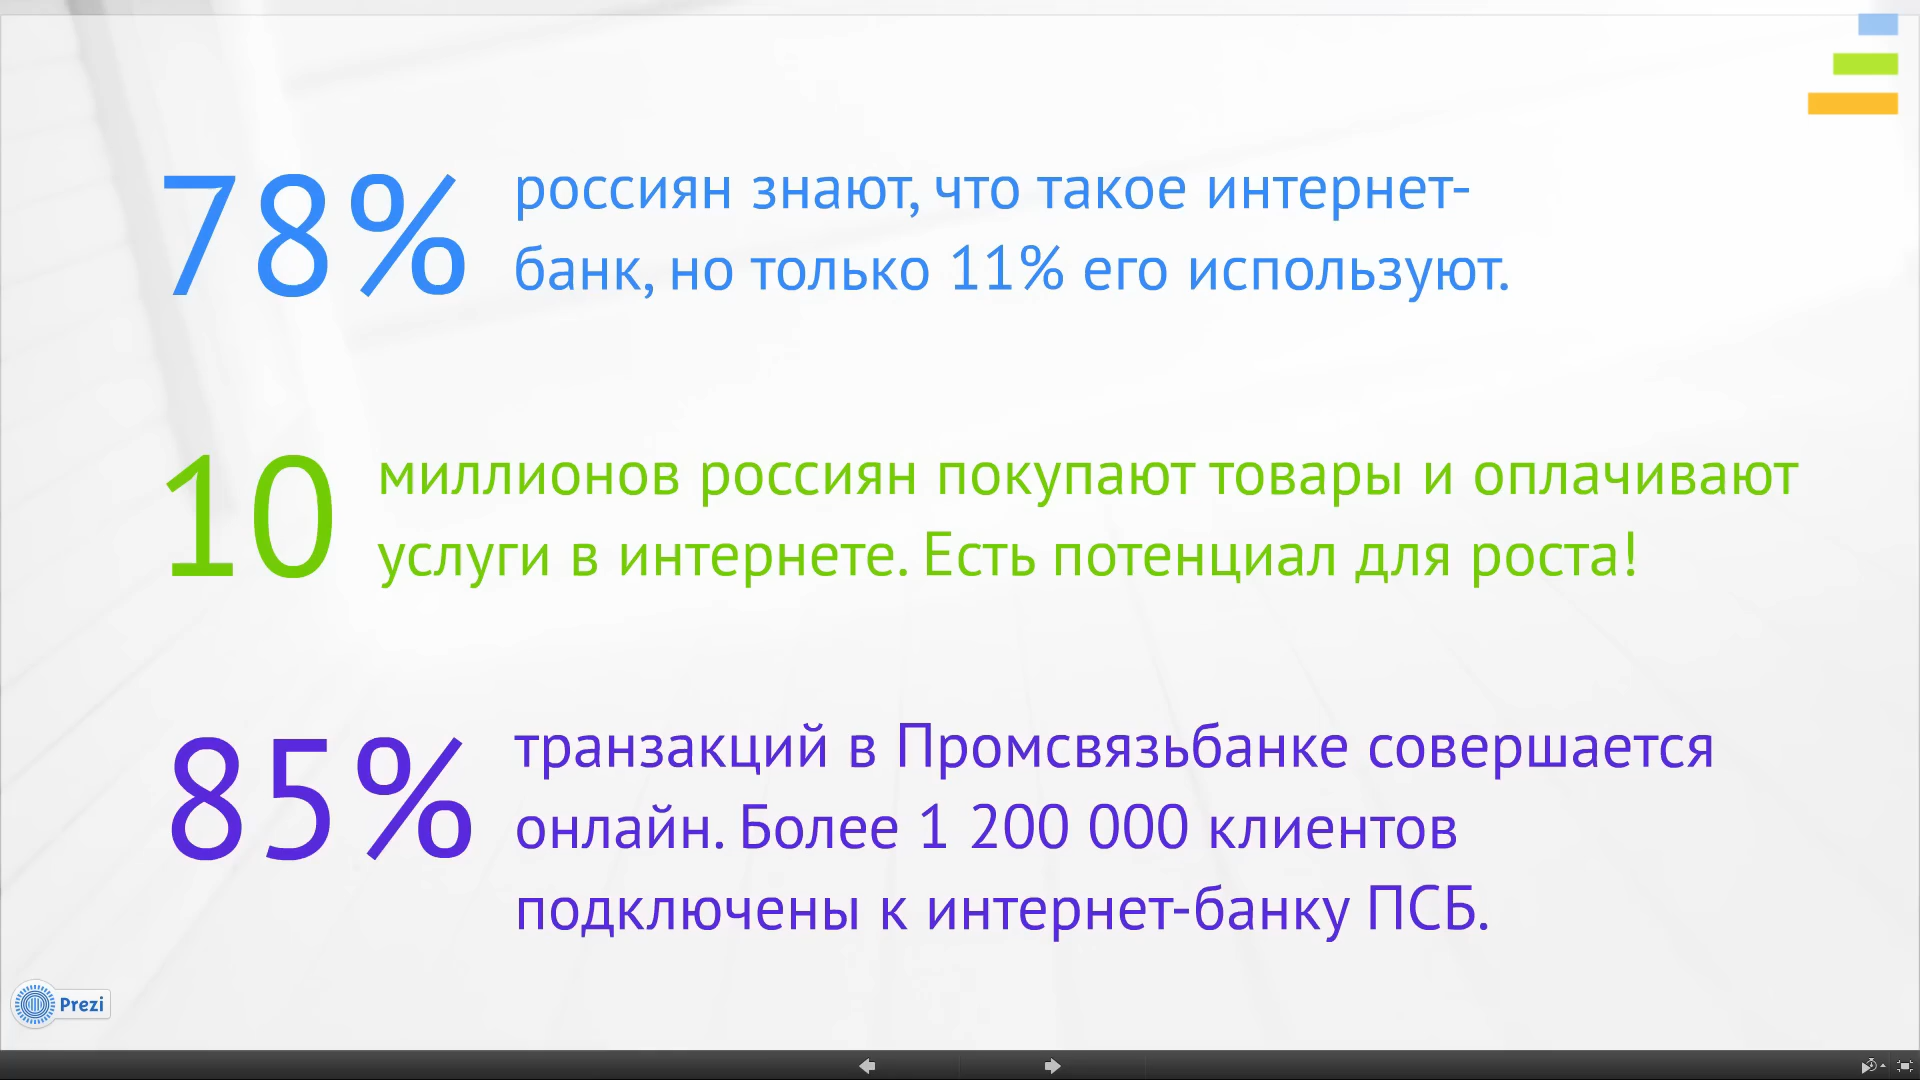 78% россиян знают, что такое интернет-
банк, но только 11% его используют.
10 миллионов россиян покупают товары и оплачивают
услуги в интернете. Есть потенциал для роста!
85% транзакций в Промсвязьбанке совершается
онлайн. Более 1 200 000 клиентов
подключены к интернет-банку ПСБ.
Prezi